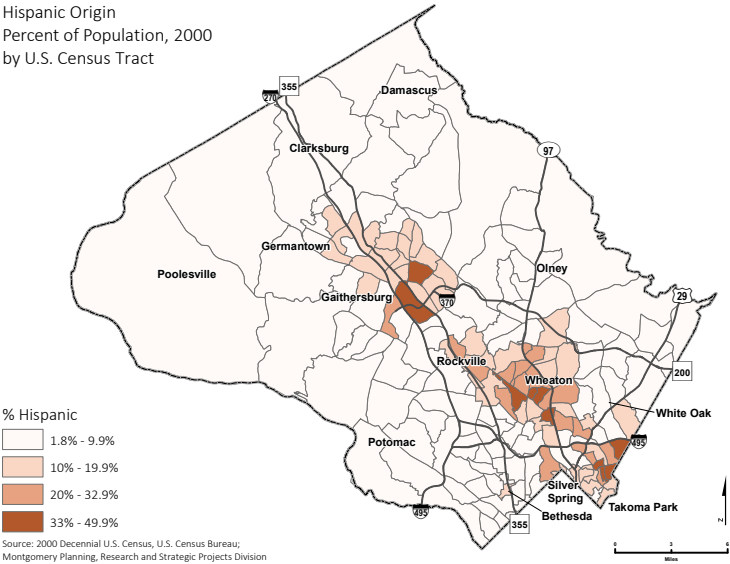 Hispanic Origin
Percent of Population, 2000
by U.S. Census Tract
355
270
Damascus
Clarksburg
97
Germantown
Poolesville
Olney
Gaithersburg
370
29
Rockville
200
Wheaton
White Oak
% Hispanic
1.8% - 9.9%
10% - 19.9%
20% - 32.9%
33% - 49.9%
Potomac
495
Silver
Spring
Takoma Park
Bethesda
495
355
N
0 3 6
Miles
Source: 2000 Decennial U.S. Census, U.S. Census Bureau;
Montgomery Planning, Research and Strategic Projects Division